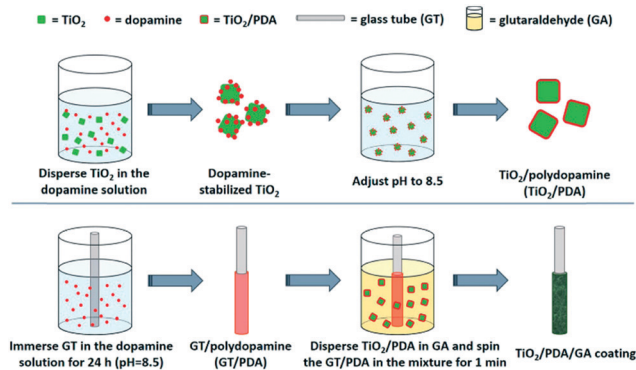 = TiO2
= dopamine
= TiO2/PDA
= glass tube (GT)
= glutaraldehyde (GA)
Disperse TiO2 in the
dopamine solution
Dopamine-
stabilized TiO2
Adjust pH to 8.5
TiO2/polydopamine
(TiO2/PDA)
Immerse GT in the dopamine
solution for 24 h (pH=8.5)
GT/polydopamine
(GT/PDA)
Disperse TiO2/PDA in GA and spin
the GT/PDA in the mixture for 1 min
TiO2/PDA/GA coating